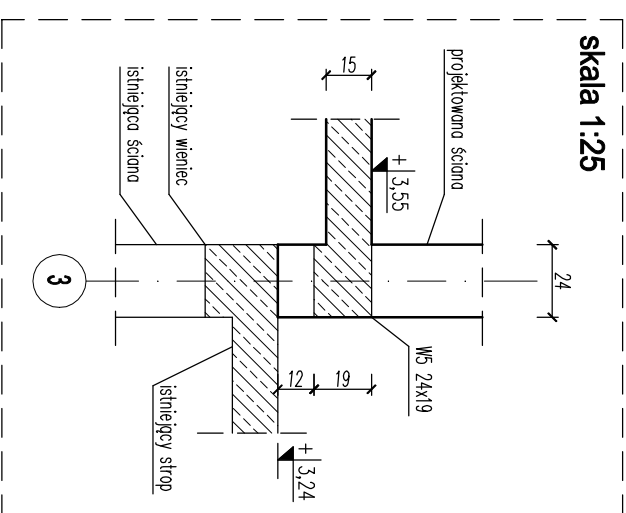 skala 1:25
projektowana ściana
istniejący wieniec
istniejąca ściana
15
+ 3,55
24
W5 24x19
12
19
+ 3,24
istniejący strop
3